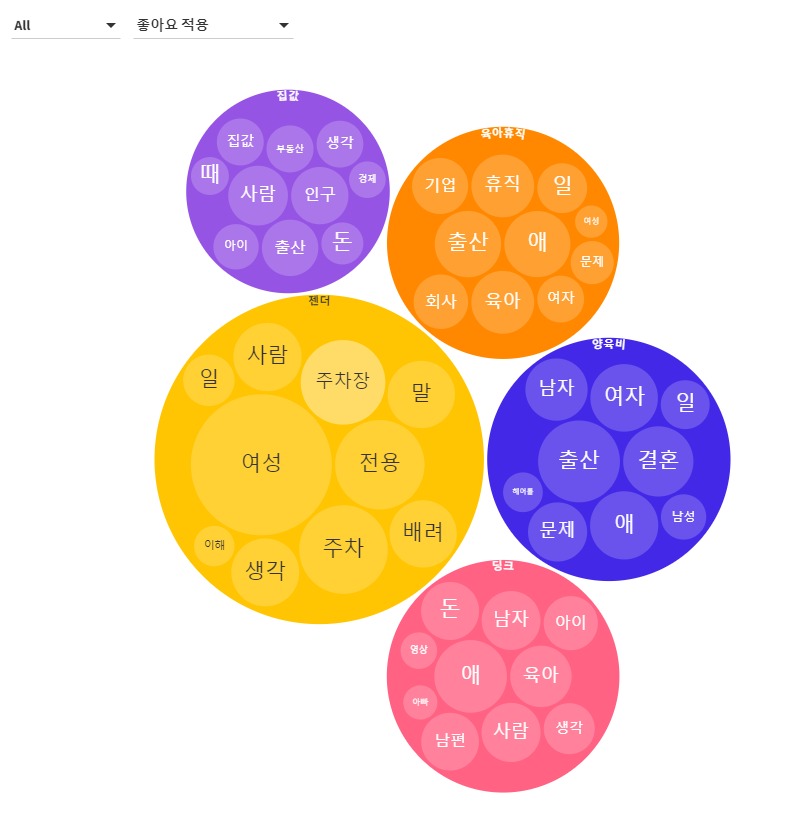 All
좋아요 적용
집값
집값
부동산
생각
때
경제
사람
인구
아이
출산
돈
육아휴직
기업
휴직
일
여성
출산
애
문제
회사
육아
여자
젠더
사람
일
주차장
말
여성
전용
이해
생각
주차
배려
양육비
남자
여자
일
출산
결혼
헤어롤
문제
애
남성
딩크
돈
남자
아이
영상
애
육아
아빠
남편
사람
생각